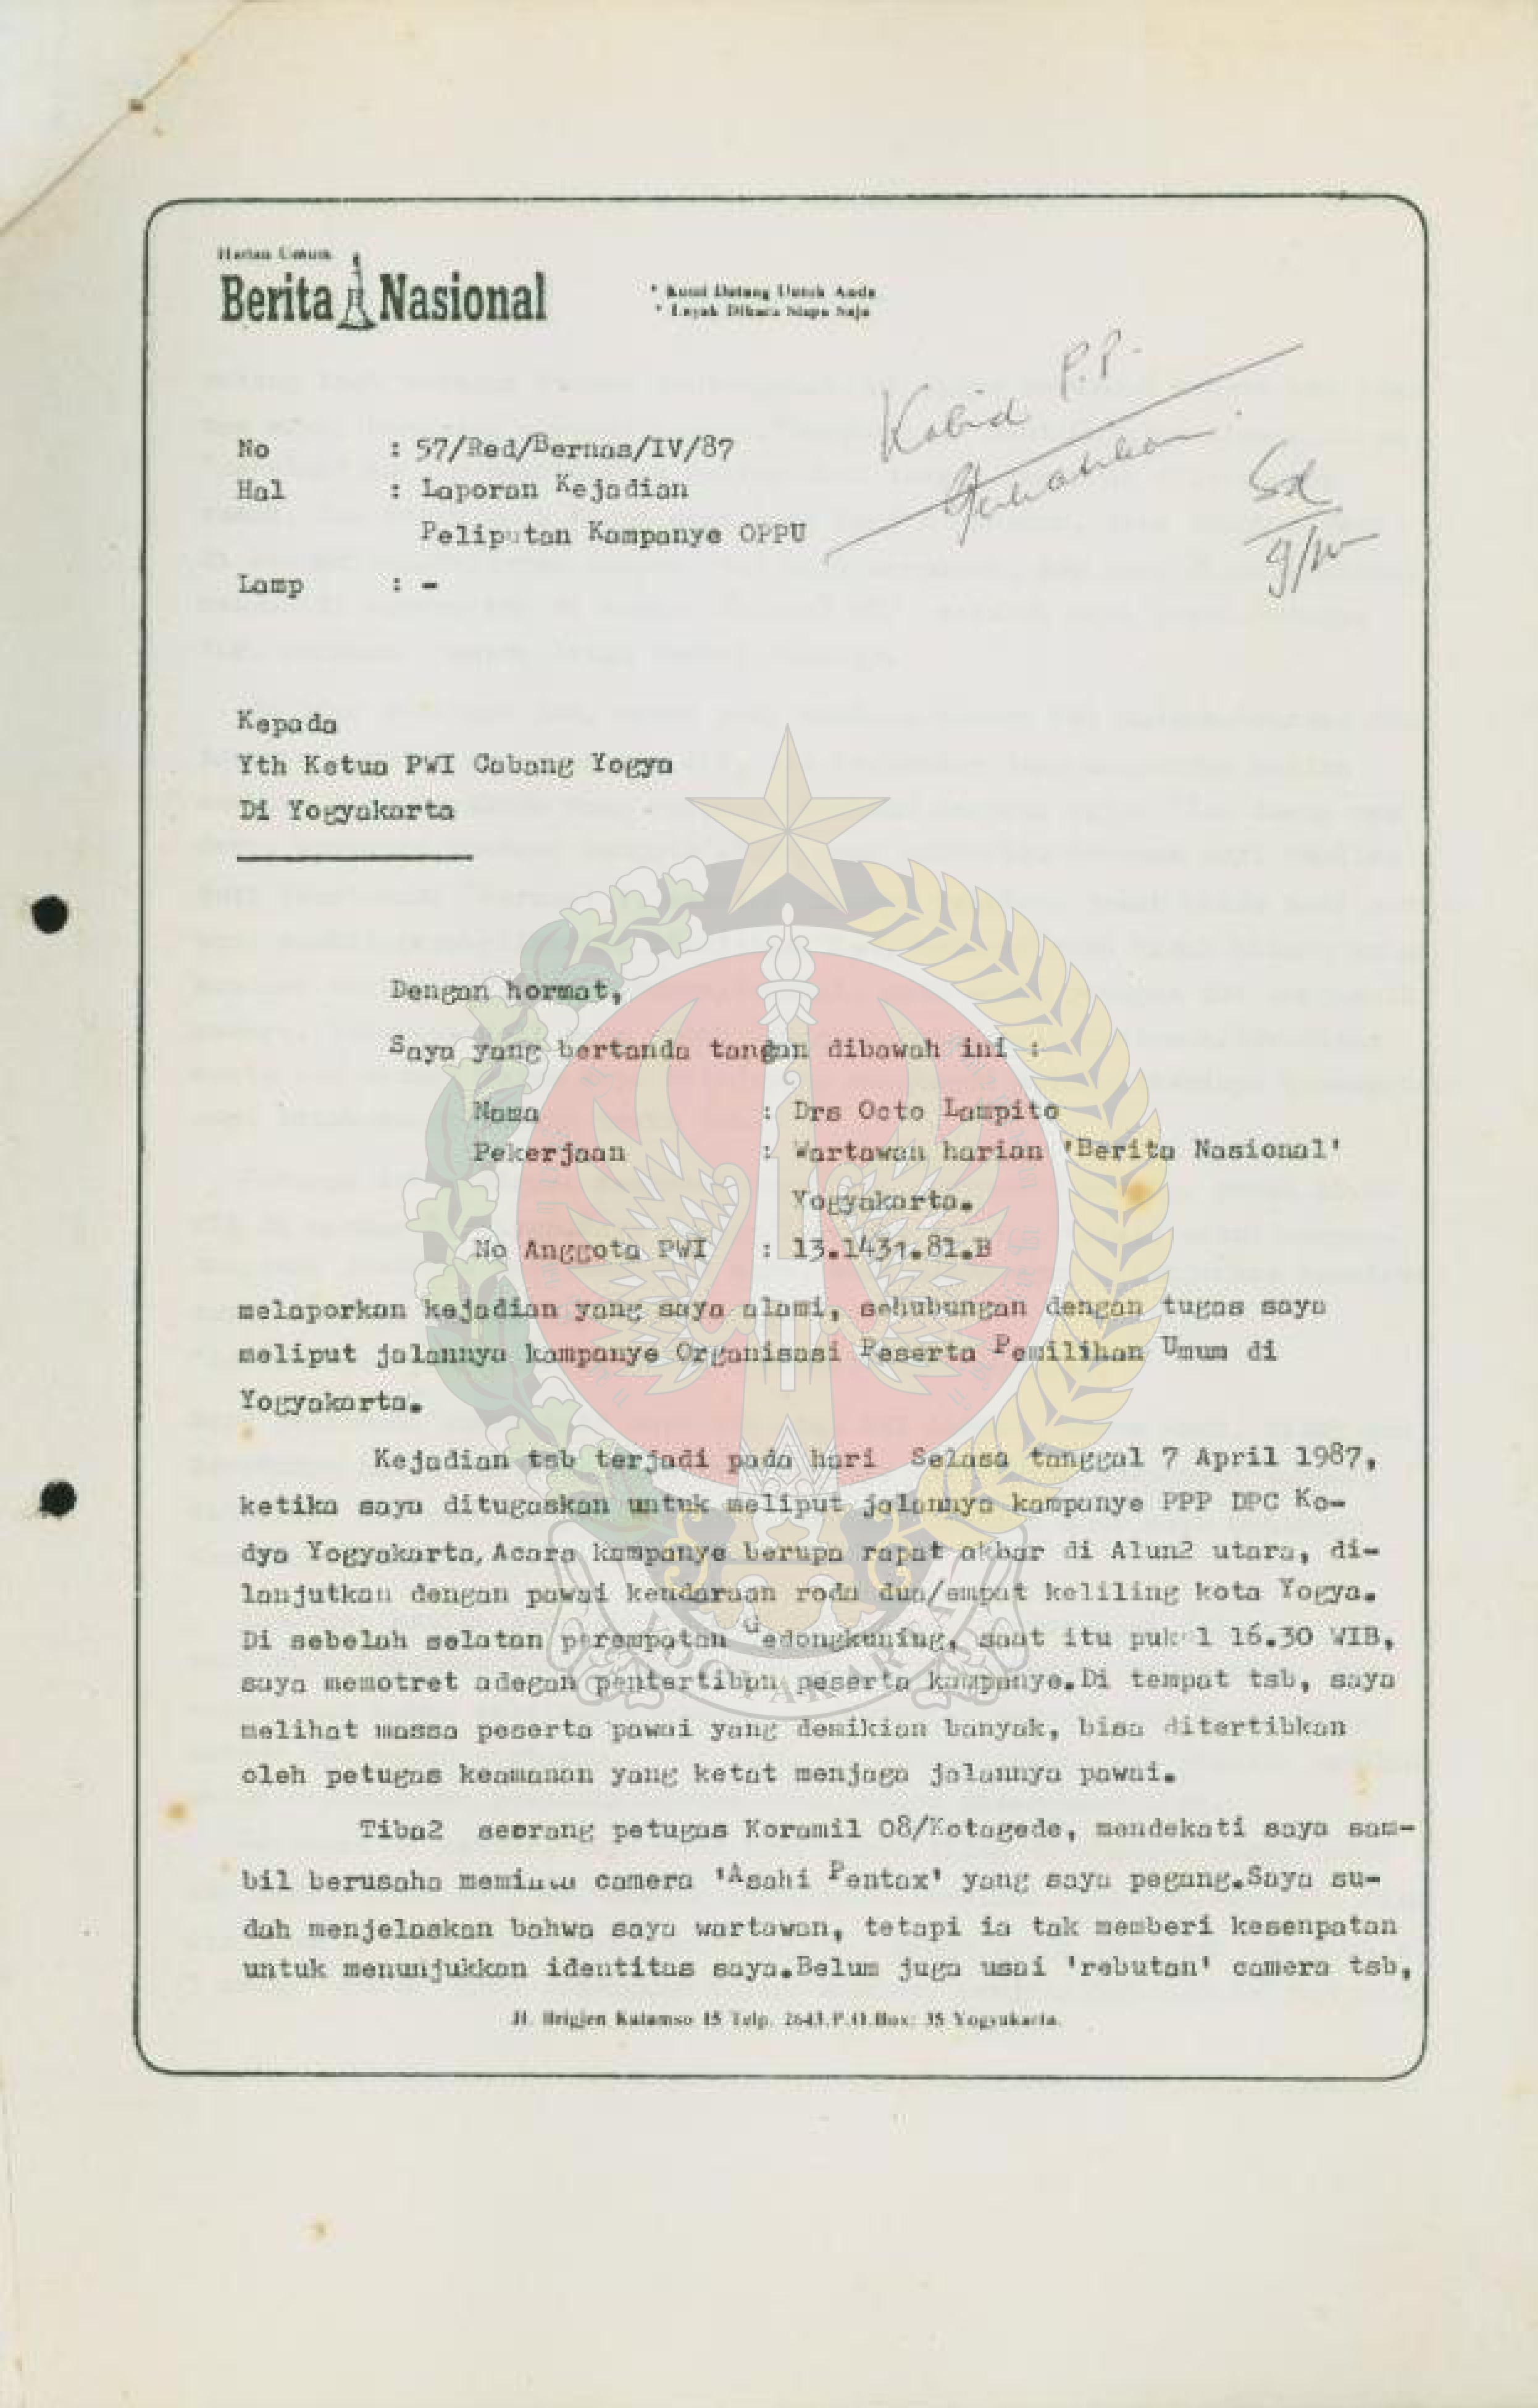 Harian Umum
Berita Nasional
* Kami Datang Untuk Anda
* Layak Dibaca Siapa Saja
Kabid P.P.
9/IV
No : 57/Red/Bernas/IV/87
Hal : Laporan Kejadian
Peliputan Kampanye OPPU
Lamp : -
Kepada
Yth Ketua PWI Cabang Yogya
Di Yogyakarta
Dengan hormat,
Saya yang bertanda tangan dibawah ini :
Nama : Drs Octo Lampito
Pekerjaan : Wartawan harian 'Berita Nasional'
Yogyakarta.
No Anggota PWI : 13.1431.81.B
melaporkan kejadian yang saya alami, sehubungan dengan tugas saya
meliput jalannya kampanye Organisasi Peserta Pemilihan Umum di
Yogyakarta.
Kejadian tsb terjadi pada hari Selasa tanggal 7 April 1987,
ketika saya ditugaskan untuk meliput jalannya kampanye PPP DPC Ko-
dya Yogyakarta,Acara kampanye berupa rapat akbar di Alun2 utara, di-
lanjutkan dengan pawai kendaraan roda dua/empat keliling kota Yogya.
Di sebelah selatan perempatan Gedongkuning, saat itu pukul 16.30 WIB,
saya memotret adegan pentertiban peserta kampanye.Di tempat tsb, saya
melihat massa peserta pawai yang demikian banyak, bisa ditertibkan
oleh petugas keamanan yang ketat menjaga jalannya pawai.
Tiba2 seorang petugas Koramil 08/Kotagede, mendekati saya sam-
bil berusaha meminta camera 'Asahi Pentax' yang saya pegang.Saya su-
dah menjelaskan bahwa saya wartawan, tetapi ia tak memberi kesenpatan
untuk menunjukkan identitas saya.Belum juga usai 'rebutan' camera tsb,
Jl. Brigjen Katamso 15 Telp. 2643.P.O.Box: 35 Yogyakarta.
YOGYAKARTA